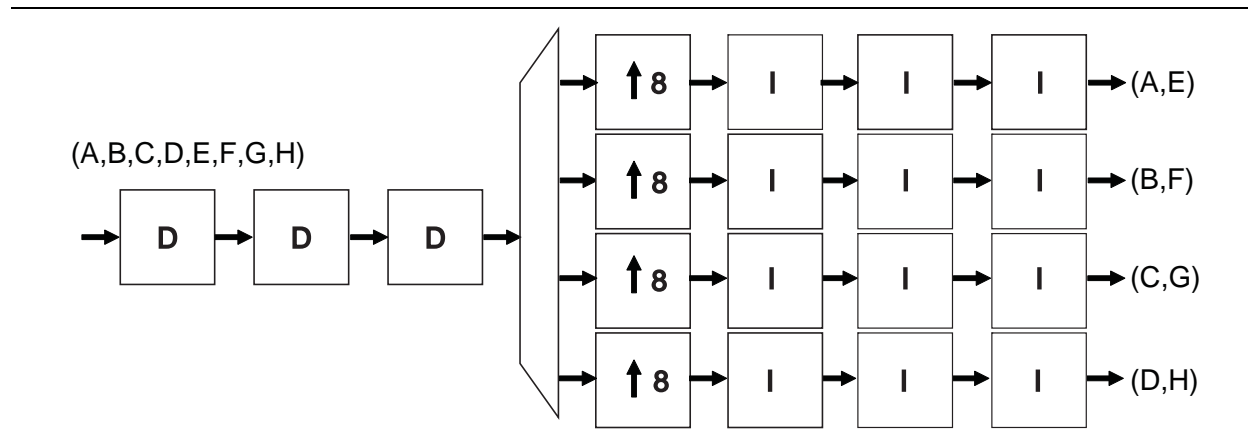 ↑ 8 I I I (A,E)
(A,B,C,D,E,F,G,H)
↑ 8 I I I (B,F)
D D D
↑ 8 I I I (C,G)
↑ 8 I I I (D,H)